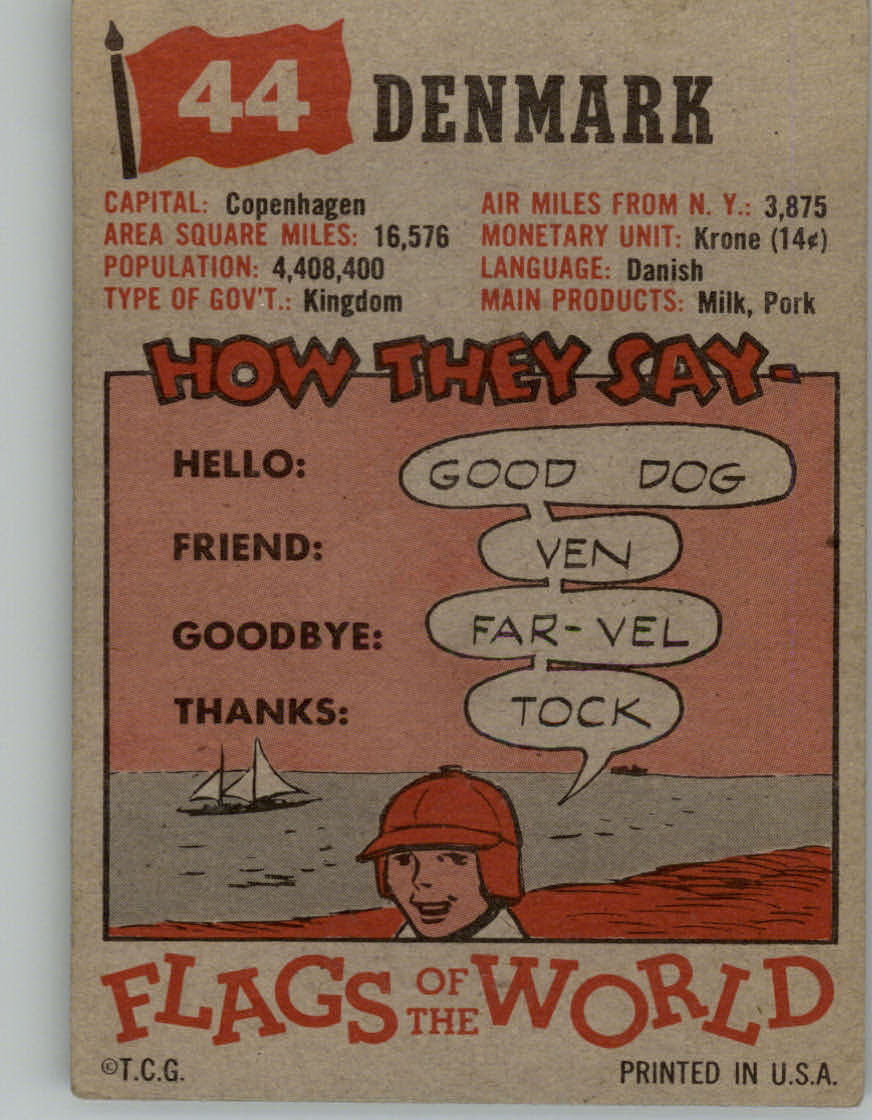 44 DENMARK
CAPITAL: Copenhagen
AREA SQUARE MILES: 16,576
POPULATION: 4,408,400
TYPE OF GOV'T.: Kingdom
AIR MILES FROM N. Y.: 3,875
MONETARY UNIT: Krone (14¢)
LANGUAGE: Danish
MAIN PRODUCTS: Milk, Pork
HOW THEY SAY-
HELLO: GOOD DOG
FRIEND: VEN
GOODBYE: FAR-VEL
THANKS: TOCK
FLAGS OF THE WORLD
©T.C.G. PRINTED IN U.S.A.